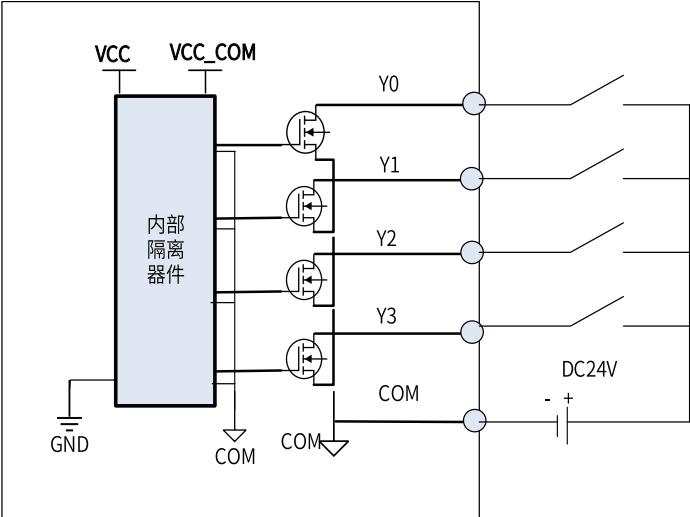 VCC
VCC_COM
Y0
Y1
内部
隔离
器件
Y2
Y3
DC24V
COM
- +
GND
COM
COM